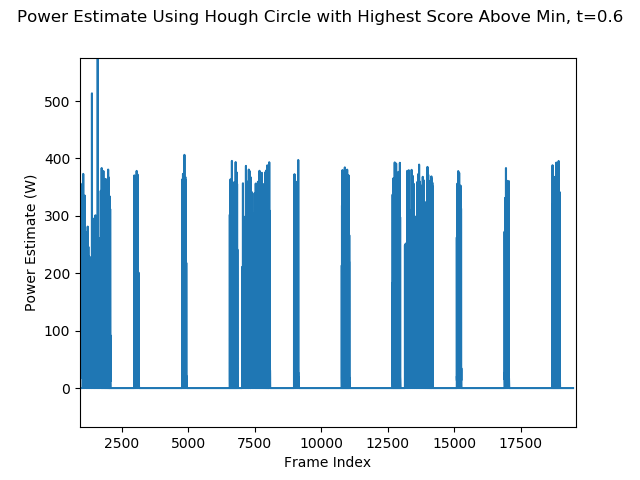 Power Estimate Using Hough Circle with Highest Score Above Min, t=0.6
Power Estimate (W)
500
400
300
200
100
0
2500 5000 7500 10000 12500 15000 17500
Frame Index